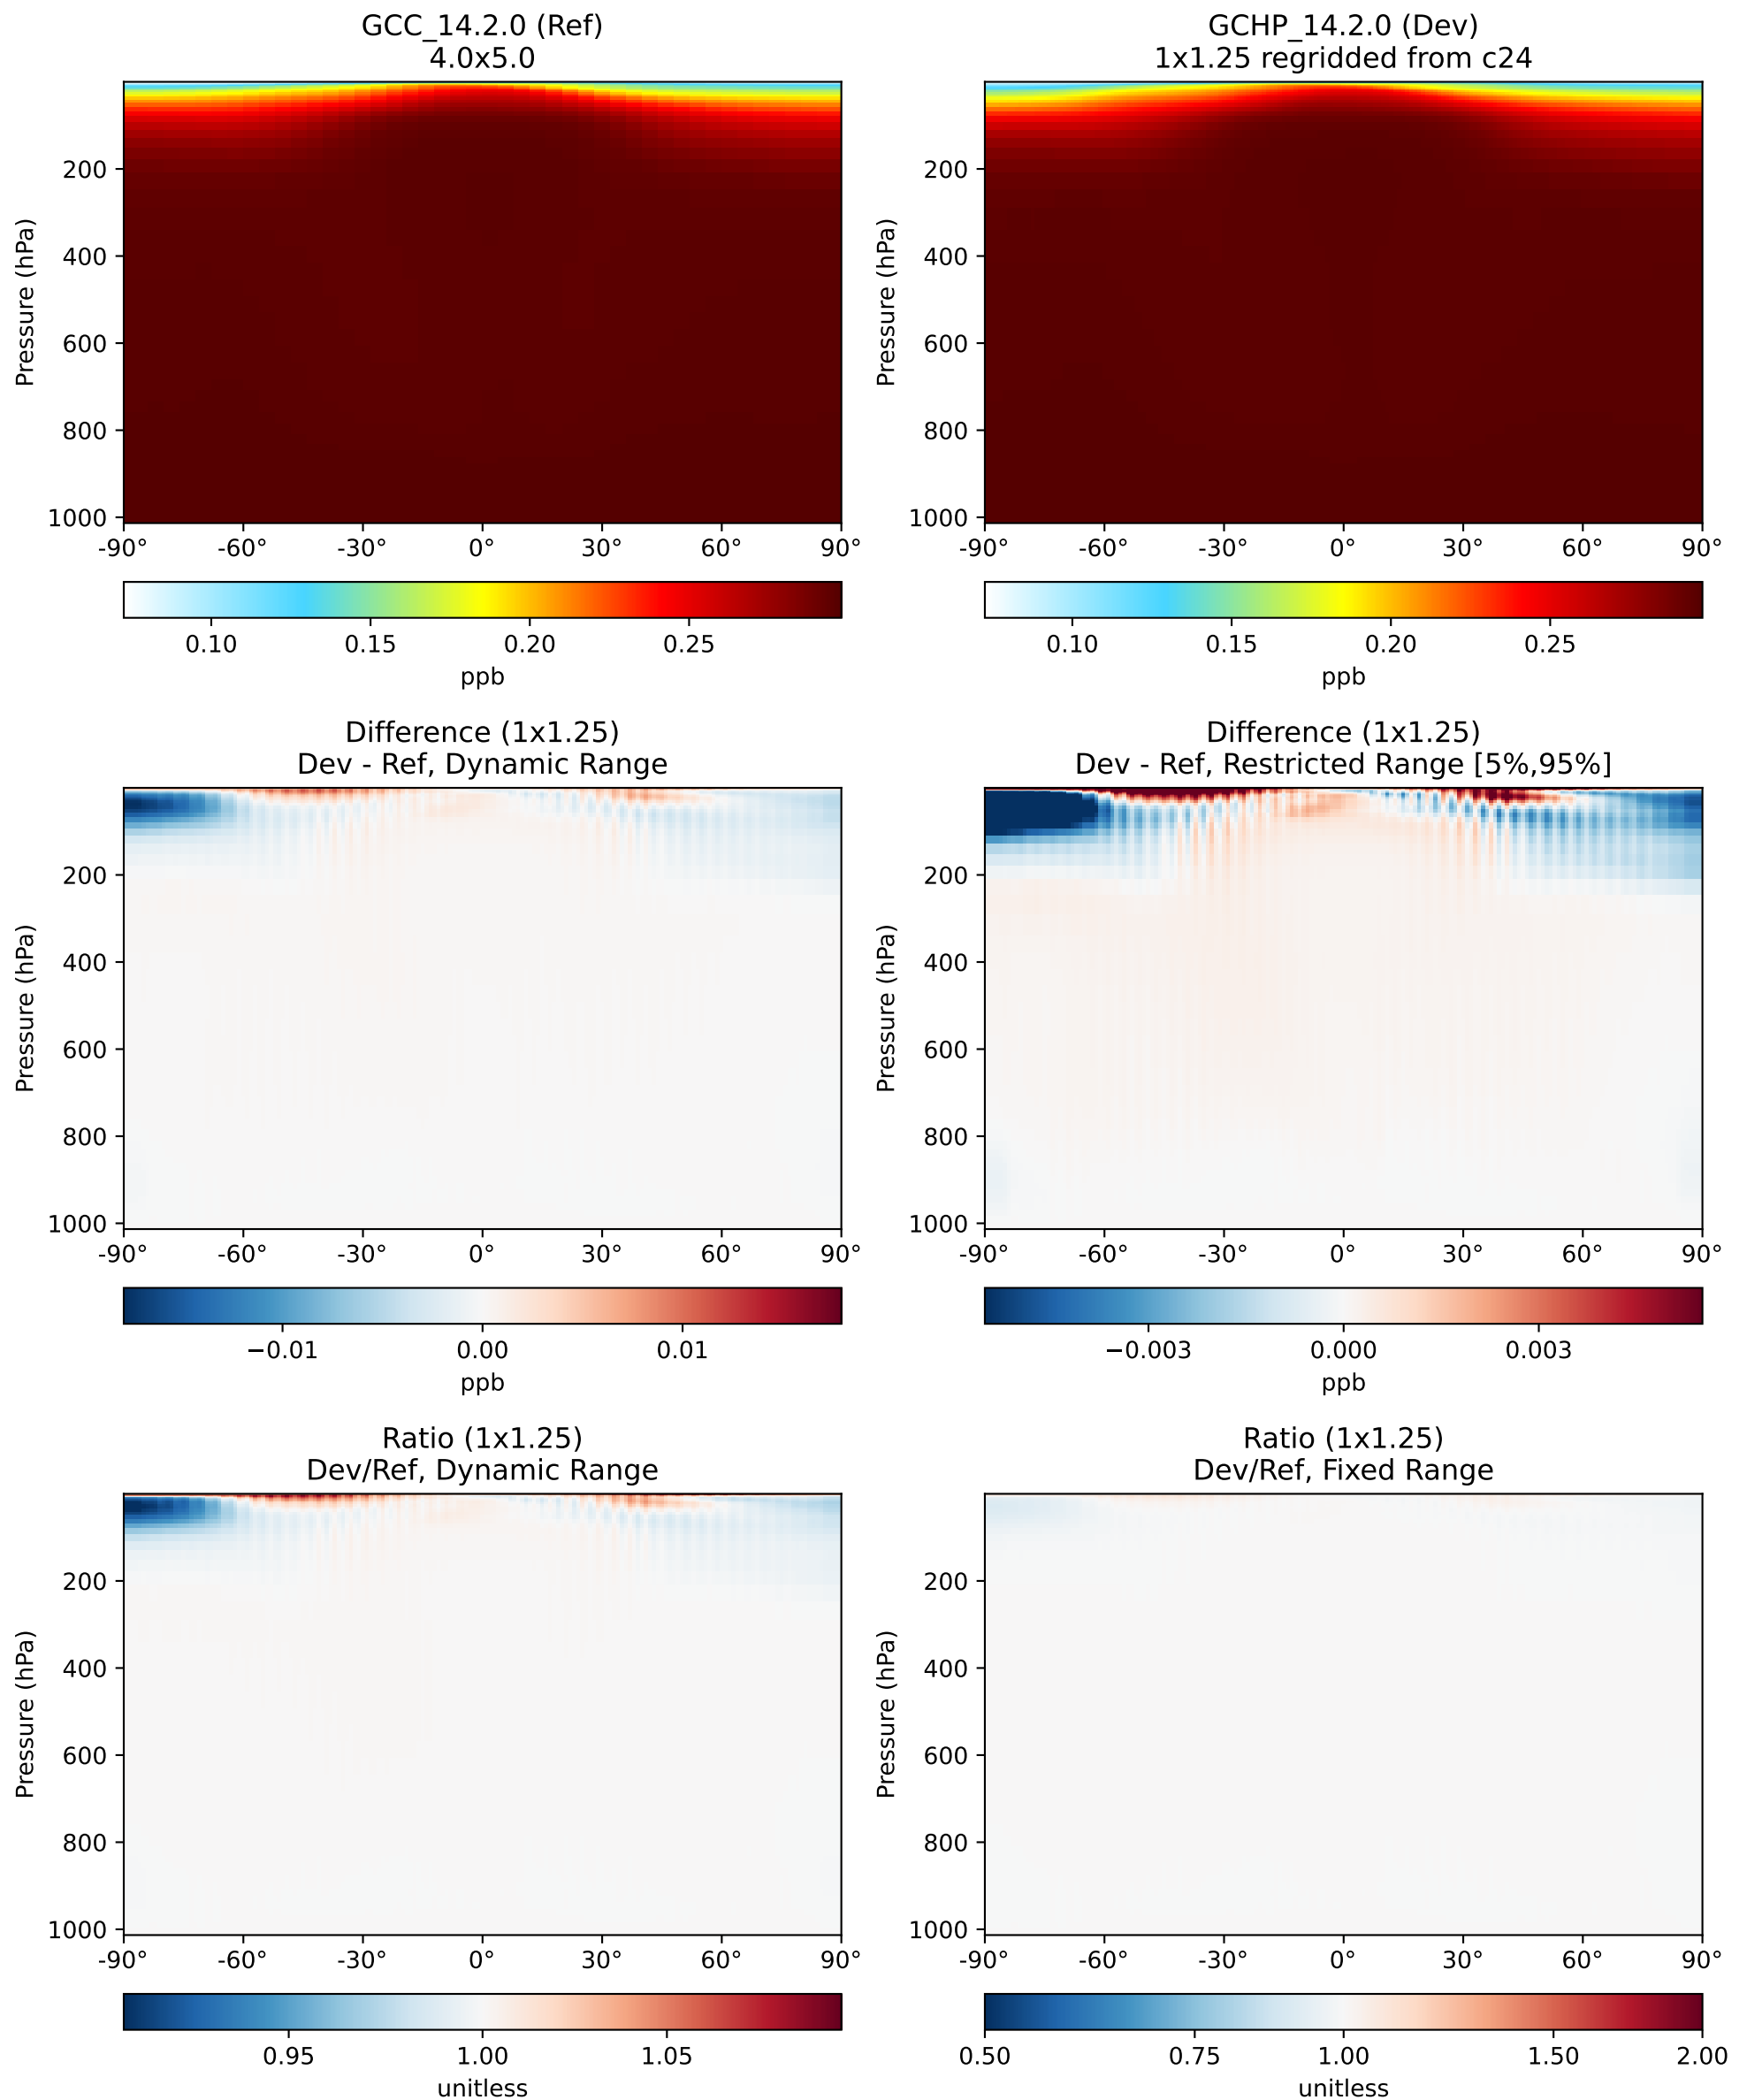 GCC_14.2.0 (Ref)
4.0x5.0
Pressure (hPa)
200
400
600
800
1000
-90° -60° -30° 0° 30° 60° 90°
0.10 0.15 0.20 0.25
ppb
GCHP_14.2.0 (Dev)
1x1.25 regridded from c24
Pressure (hPa)
200
400
600
800
1000
-90° -60° -30° 0° 30° 60° 90°
0.10 0.15 0.20 0.25
ppb
Difference (1x1.25)
Dev - Ref, Dynamic Range
Pressure (hPa)
200
400
600
800
1000
-90° -60° -30° 0° 30° 60° 90°
−0.01 0.00 0.01
ppb
Difference (1x1.25)
Dev - Ref, Restricted Range [5%,95%]
Pressure (hPa)
200
400
600
800
1000
-90° -60° -30° 0° 30° 60° 90°
−0.003 0.000 0.003
ppb
Ratio (1x1.25)
Dev/Ref, Dynamic Range
Pressure (hPa)
200
400
600
800
1000
-90° -60° -30° 0° 30° 60° 90°
0.95 1.00 1.05
unitless
Ratio (1x1.25)
Dev/Ref, Fixed Range
Pressure (hPa)
200
400
600
800
1000
-90° -60° -30° 0° 30° 60° 90°
0.50 0.75 1.00 1.50 2.00
unitless